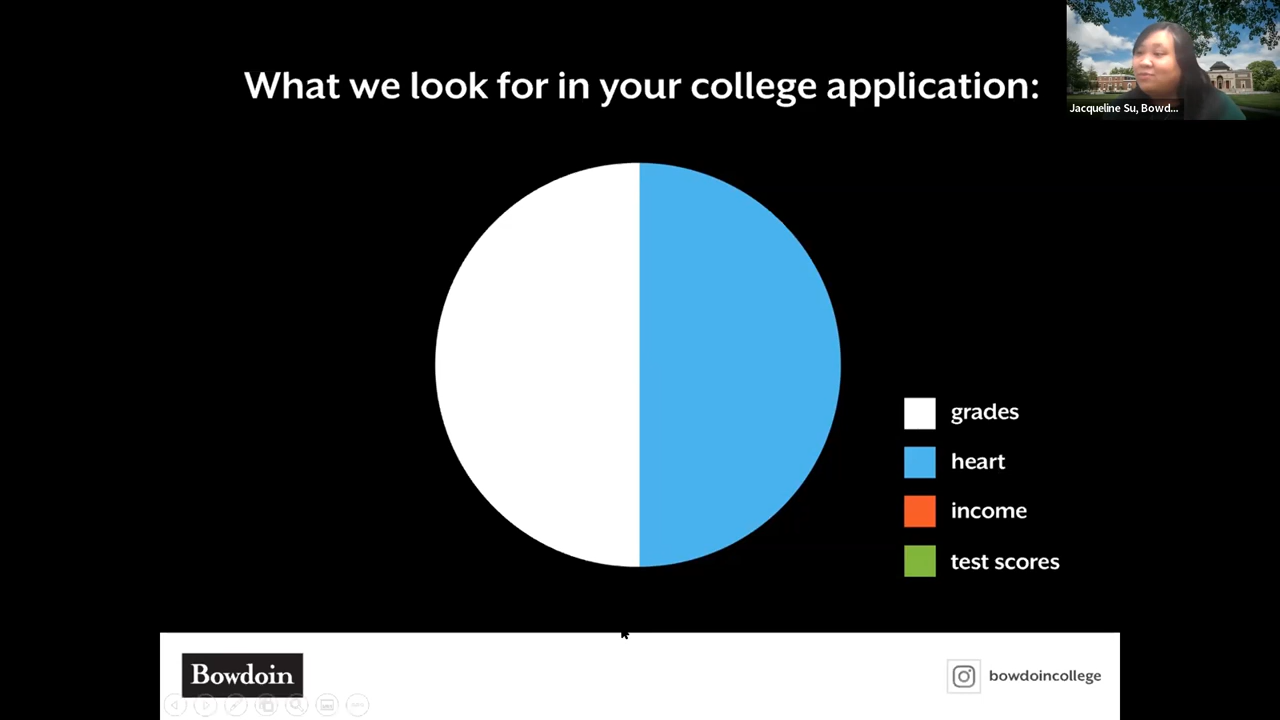 What we look for in your college application:
Jacqueline Su, Bowd...
grades
heart
income
test scores
Bowdoin
bowdoincollege